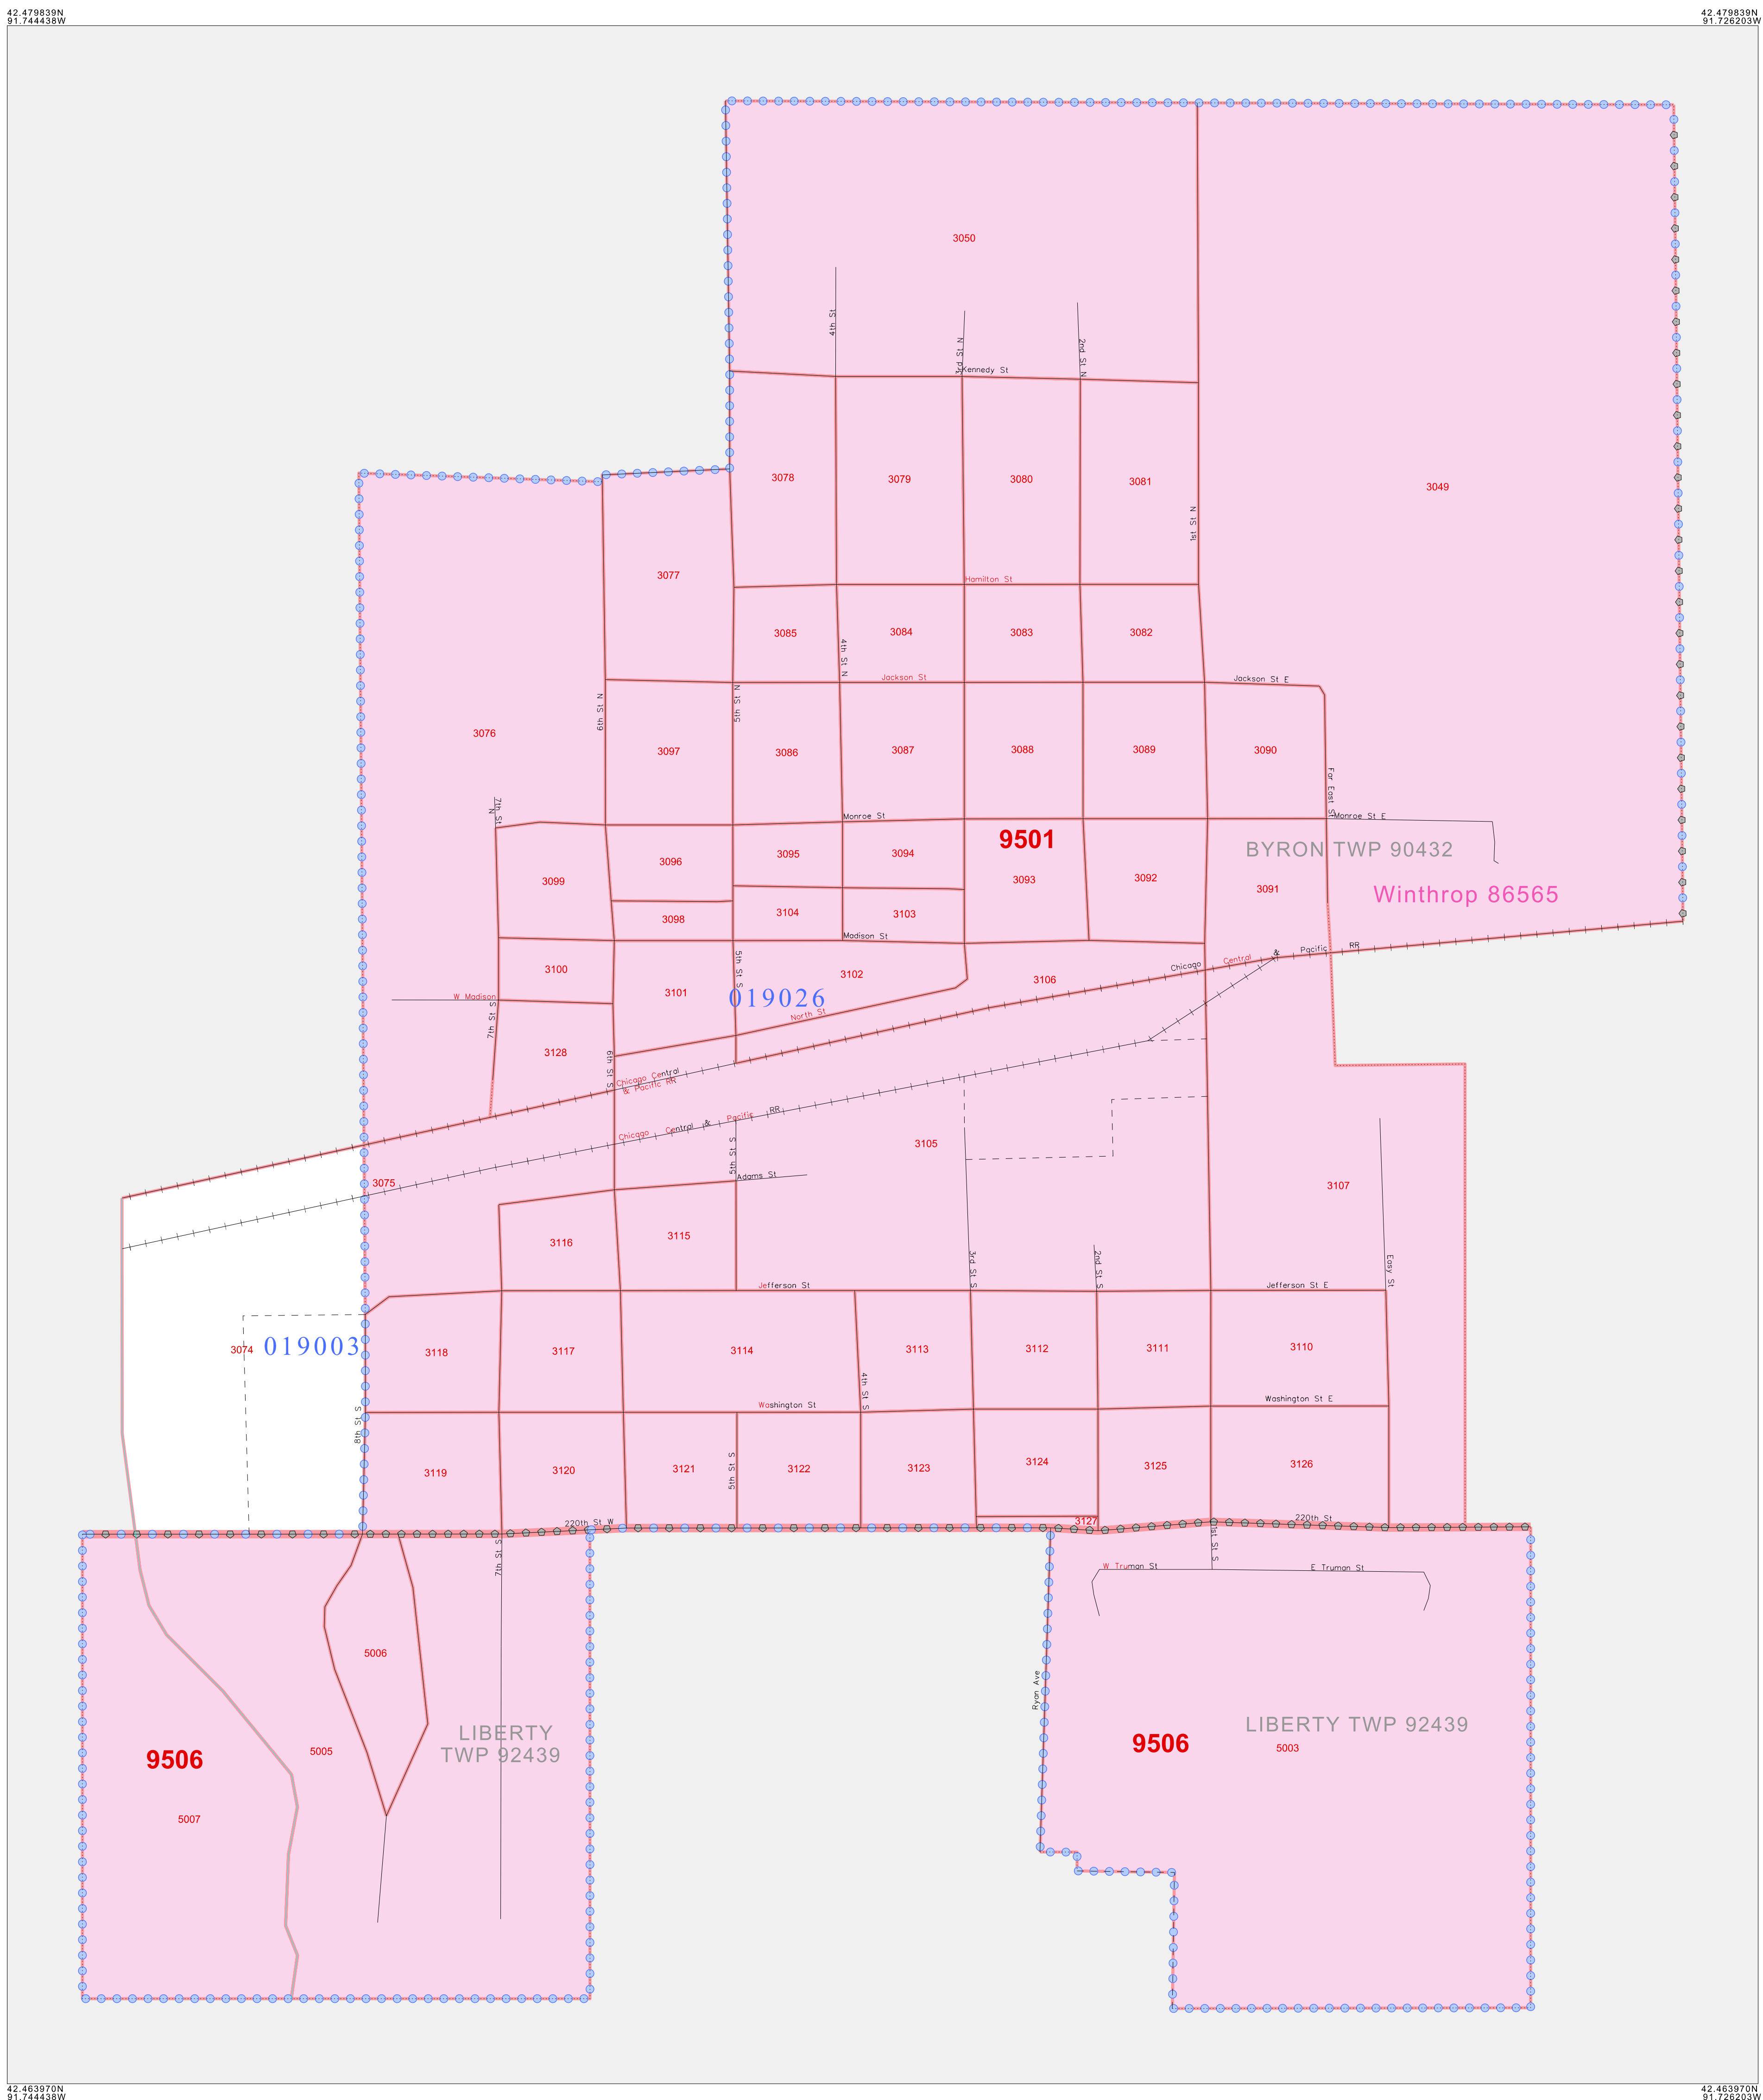 42.479839N
91.744438W
42.479839N
91.726203W
3050
4th St
3rd St N
2nd St N
Kennedy St
3078
3079
3080
3081
3049
1st St N
3077
Hamilton St
3085
3084
3083
3082
4th St N
Jackson St
Jackson St E
6th St N
5th St N
3076
3097
3086
3087
3088
3089
3090
Far East St
7th St N
Monroe St
Monroe St E
9501
BYRON TWP 90432
3099
3096
3095
3094
3093
3092
3091
Winthrop 86565
3098
3104
3103
Madison St
5th St S
Chicago Central & Pacific RR
3100
3101
3102
3106
W Madison
019026
7th St S
North St
3128
6th St S
Chicago Central
& Pacific RR
Chicago Central & Pacific RR
3105
5th St S
Adams St
3075
3107
3116
3115
3rd St S
2nd St S
Easy St
Jefferson St
Jefferson St E
3074
019003
3118
3117
3114
3113
3112
3111
3110
4th St S
8th St S
Washington St
Washington St E
3119
3120
3121
5th St S
3122
3123
3124
3125
3126
220th St W
3127
220th St
7th St S
1st St S
W Truman St
E Truman St
5006
Ryan Ave
LIBERTY
TWP 92439
LIBERTY TWP 92439
9506
5005
9506
5003
5007
42.463970N
91.744438W
42.463970N
91.726203W